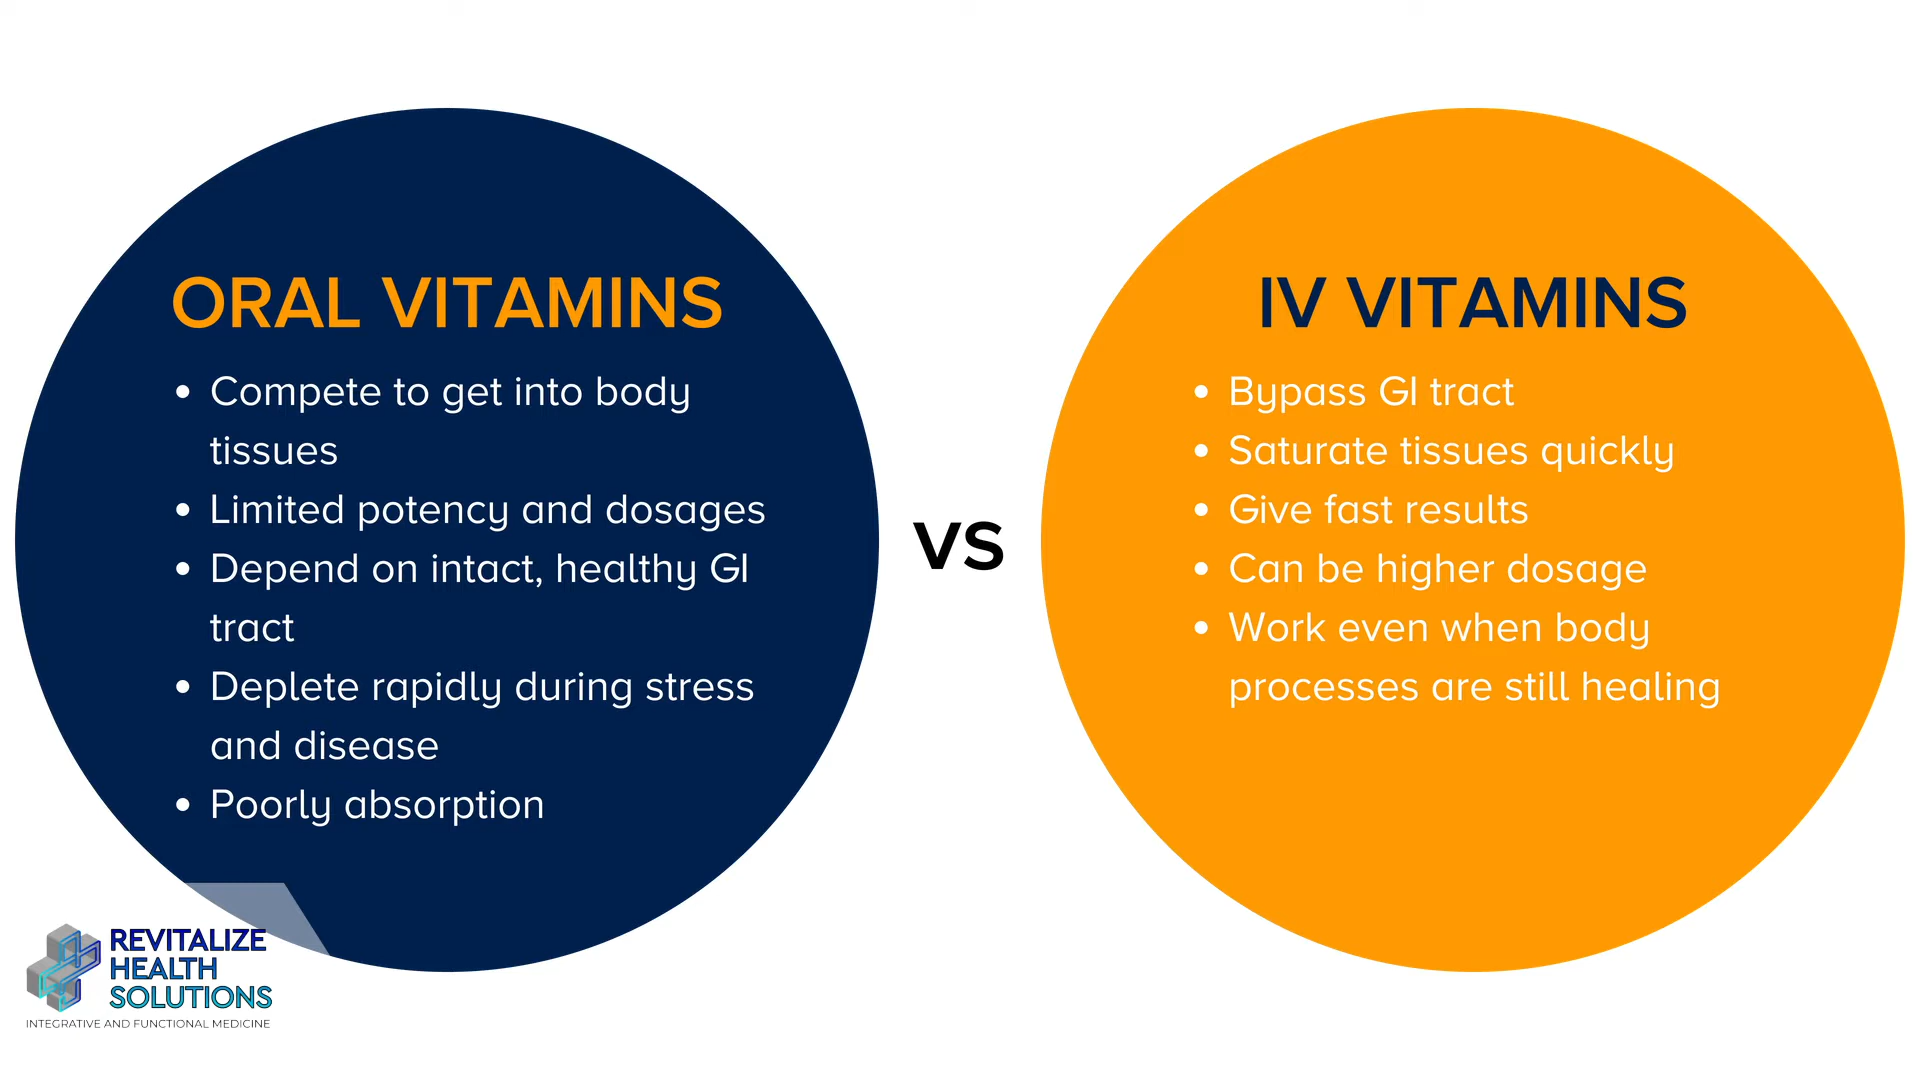 ORAL VITAMINS
• Compete to get into body
tissues
• Limited potency and dosages
• Depend on intact, healthy GI
tract
• Deplete rapidly during stress
and disease
• Poorly absorption
VS
IV VITAMINS
• Bypass GI tract
• Saturate tissues quickly
• Give fast results
• Can be higher dosage
• Work even when body
processes are still healing
REVITALIZE
HEALTH
SOLUTIONS
INTEGRATIVE AND FUNCTIONAL MEDICINE